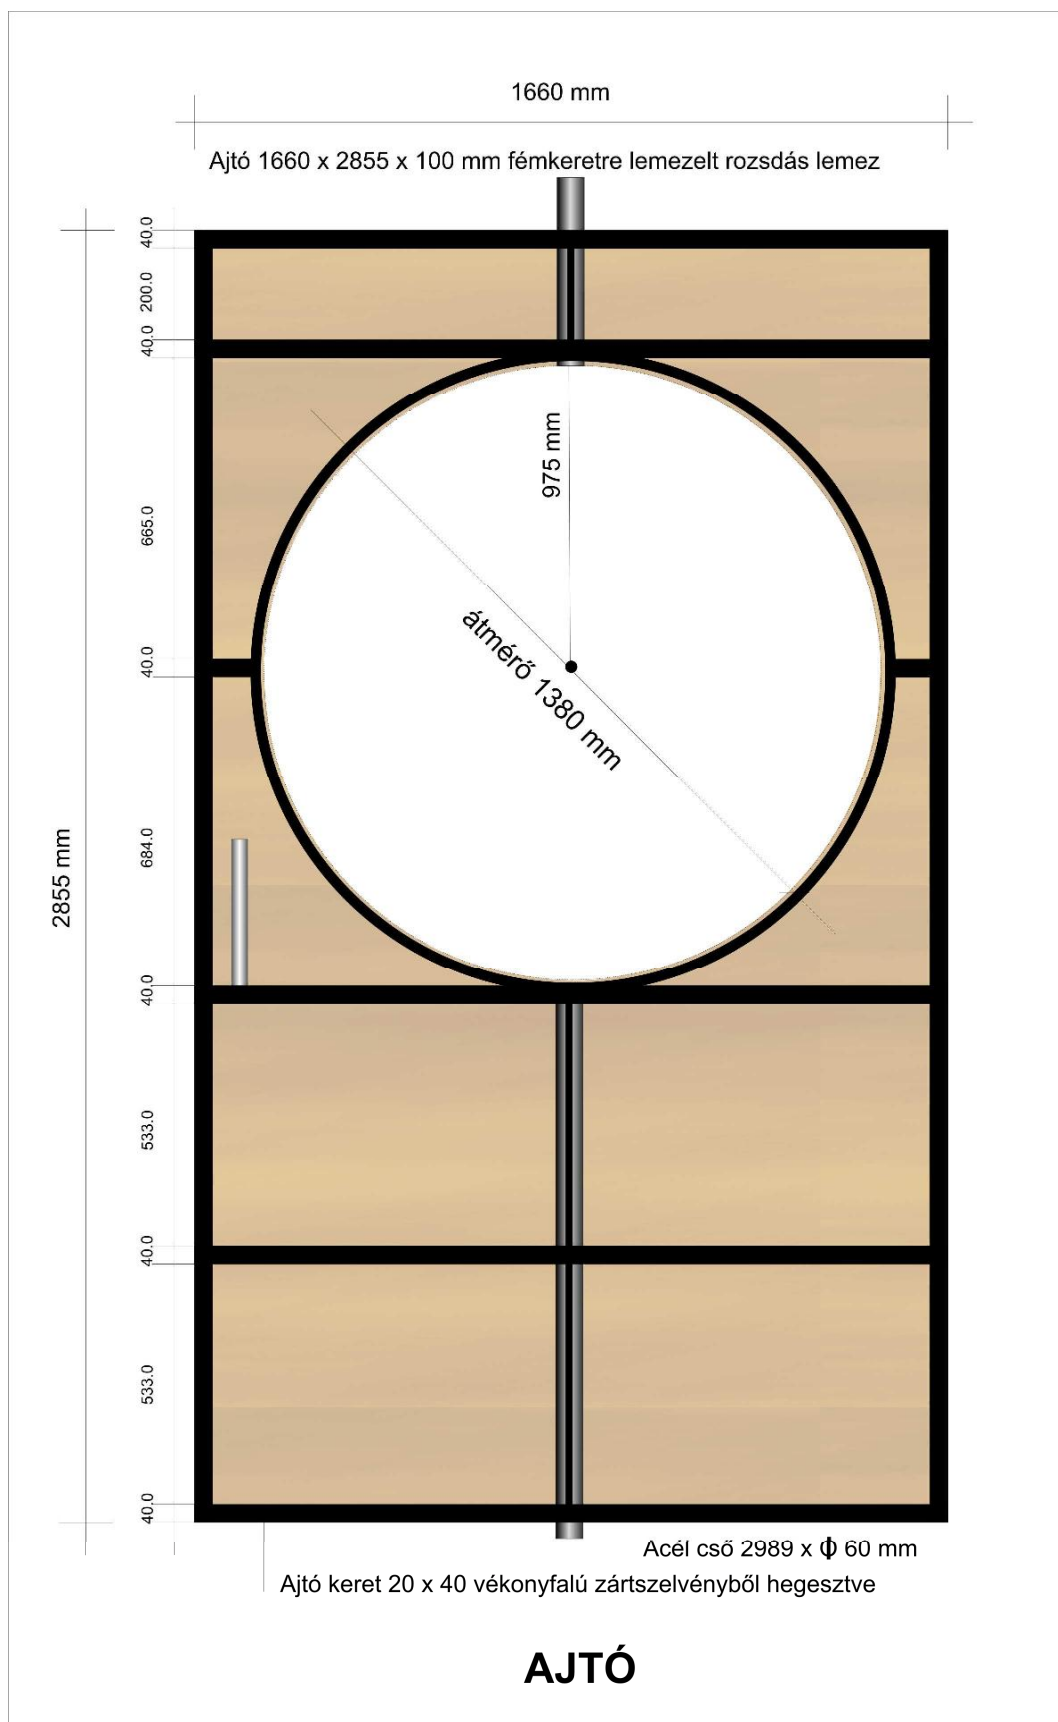 1660 mm
Ajtó 1660 x 2855 x 100 mm fémkeretre lemezelt rozsdás lemez
40.0
200.0
40.0
975 mm
665.0
40.0
átmérő 1380 mm
684.0
2855 mm
40.0
533.0
40.0
533.0
40.0
Acél cső 2989 x Φ 60 mm
Ajtó keret 20 x 40 vékonyfalú zártszelvényből hegesztve
AJTÓ